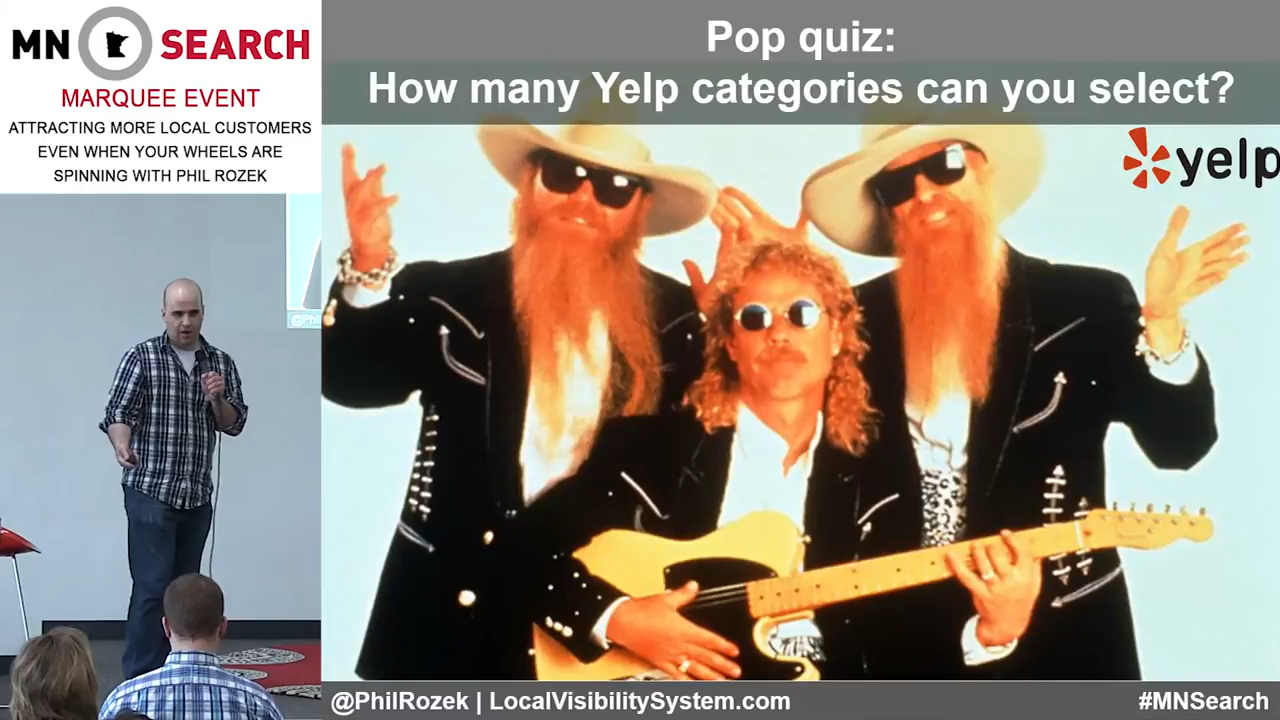 MN SEARCH
MARQUEE EVENT
ATTRACTING MORE LOCAL CUSTOMERS
EVEN WHEN YOUR WHEELS ARE
SPINNING WITH PHIL ROZEK
@Phil
Pop quiz:
How many Yelp categories can you select?
yelp
@PhilRozek | LocalVisibilitySystem.com
#MNSearch